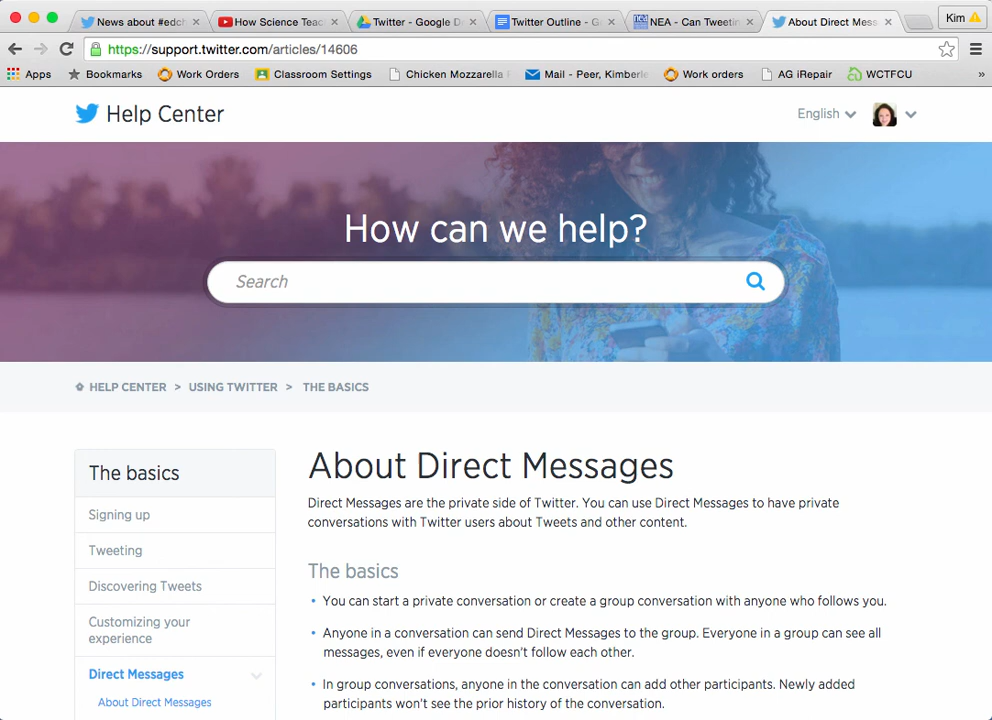 News about #edch
How Science Teac
Twitter - Google D
Twitter Outline - G
NEA - Can Tweetin
About Direct Mess
Kim
https://support.twitter.com/articles/14606
Apps
Bookmarks
Work Orders
Classroom Settings
Chicken Mozzarella
Mail - Peer, Kimberle
Work orders
AG iRepair
WCTFCU
»
Help Center
English
How can we help?
Search
HELP CENTER > USING TWITTER > THE BASICS
The basics
Signing up
Tweeting
Discovering Tweets
Customizing your
experience
Direct Messages
About Direct Messages
About Direct Messages
Direct Messages are the private side of Twitter. You can use Direct Messages to have private
conversations with Twitter users about Tweets and other content.
The basics
• You can start a private conversation or create a group conversation with anyone who follows you.
• Anyone in a conversation can send Direct Messages to the group. Everyone in a group can see all
messages, even if everyone doesn't follow each other.
• In group conversations, anyone in the conversation can add other participants. Newly added
participants won't see the prior history of the conversation.